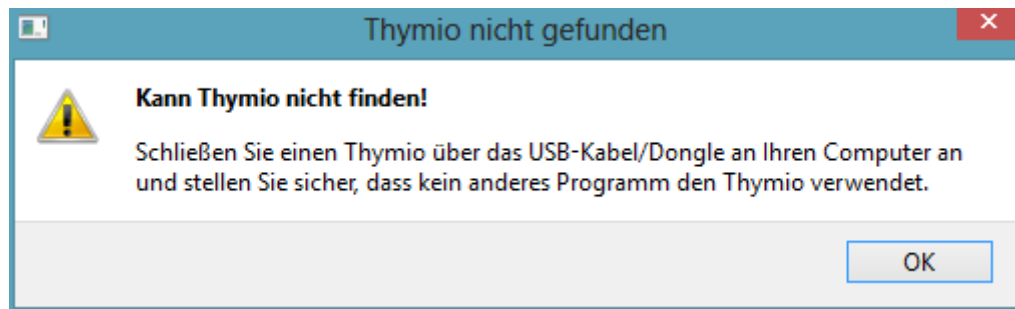 Thymio nicht gefunden
Kann Thymio nicht finden!
Schließen Sie einen Thymio über das USB-Kabel/Dongle an Ihren Computer an
und stellen Sie sicher, dass kein anderes Programm den Thymio verwendet.
OK